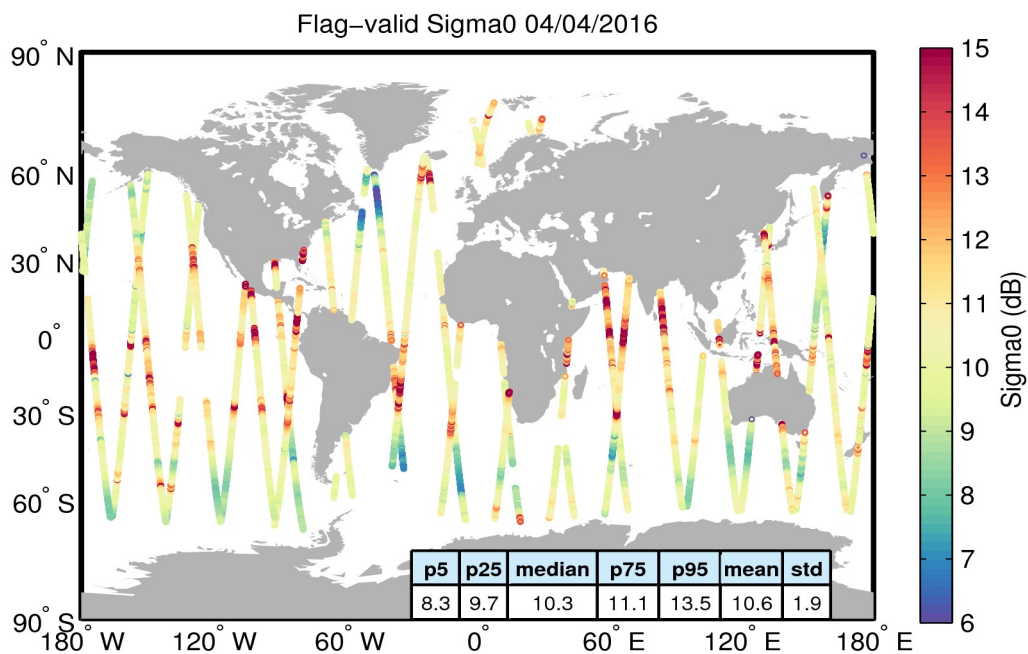 Flag−valid Sigma0 04/04/2016
90° N
60° N
30° N
0°
30° S
60° S
90° S
180° W
120° W
60° W
0°
60° E
120° E
180° E
p5 p25 median p75 p95 mean std
8.3 9.7 10.3 11.1 13.5 10.6 1.9
15
14
13
12
11
10
9
8
7
6
Sigma0 (dB)